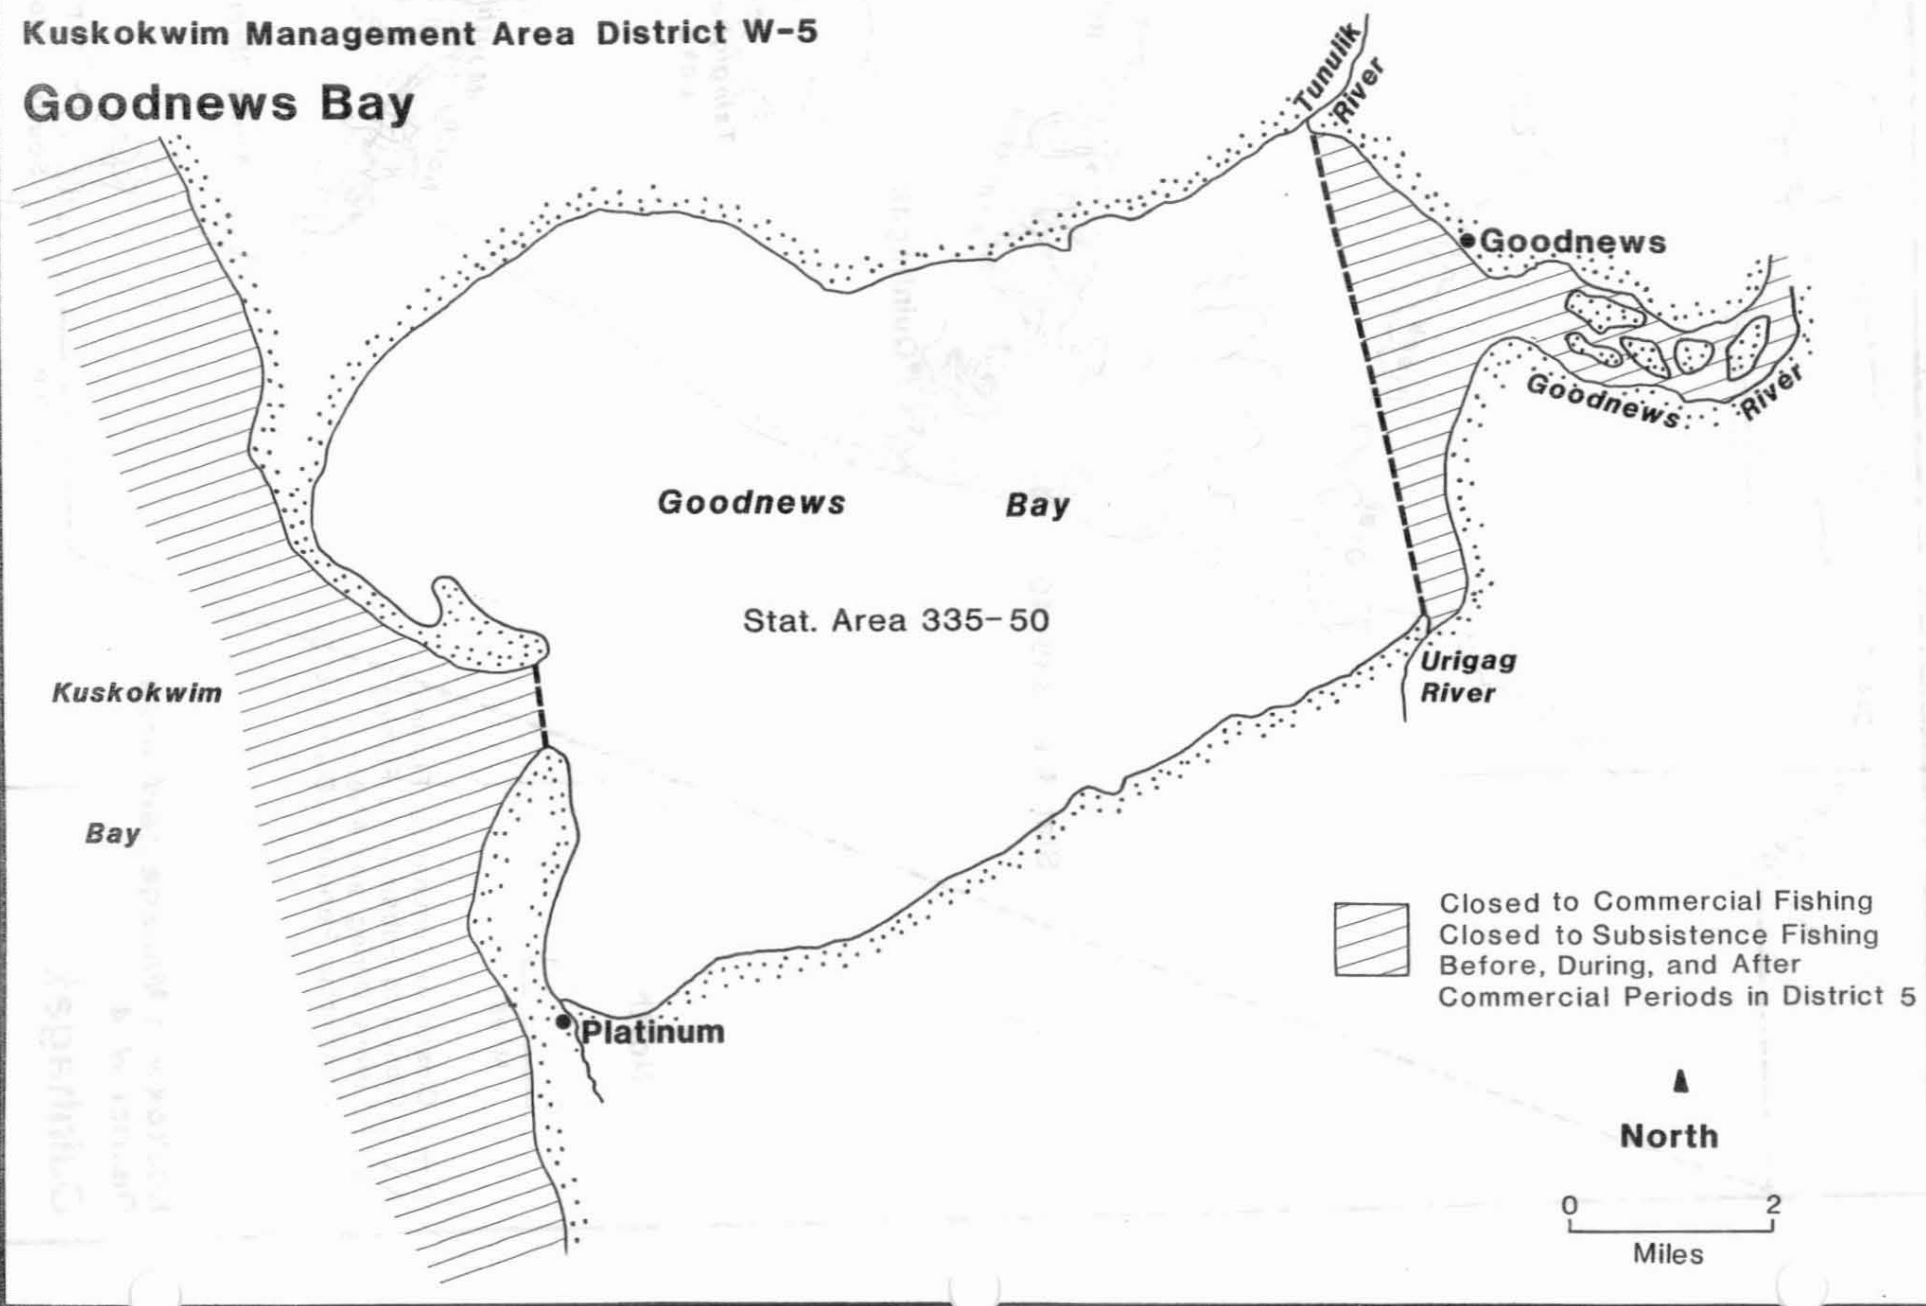 Kuskokwim Management Area District W-5
Goodnews Bay
Tunulik
River
Goodnews
Goodnews River
Goodnews Bay
Stat. Area 335-50
Urigag
River
Kuskokwim
Bay
Platinum
Closed to Commercial Fishing
Closed to Subsistence Fishing
Before, During, and After
Commercial Periods in District 5
North
0 2
Miles